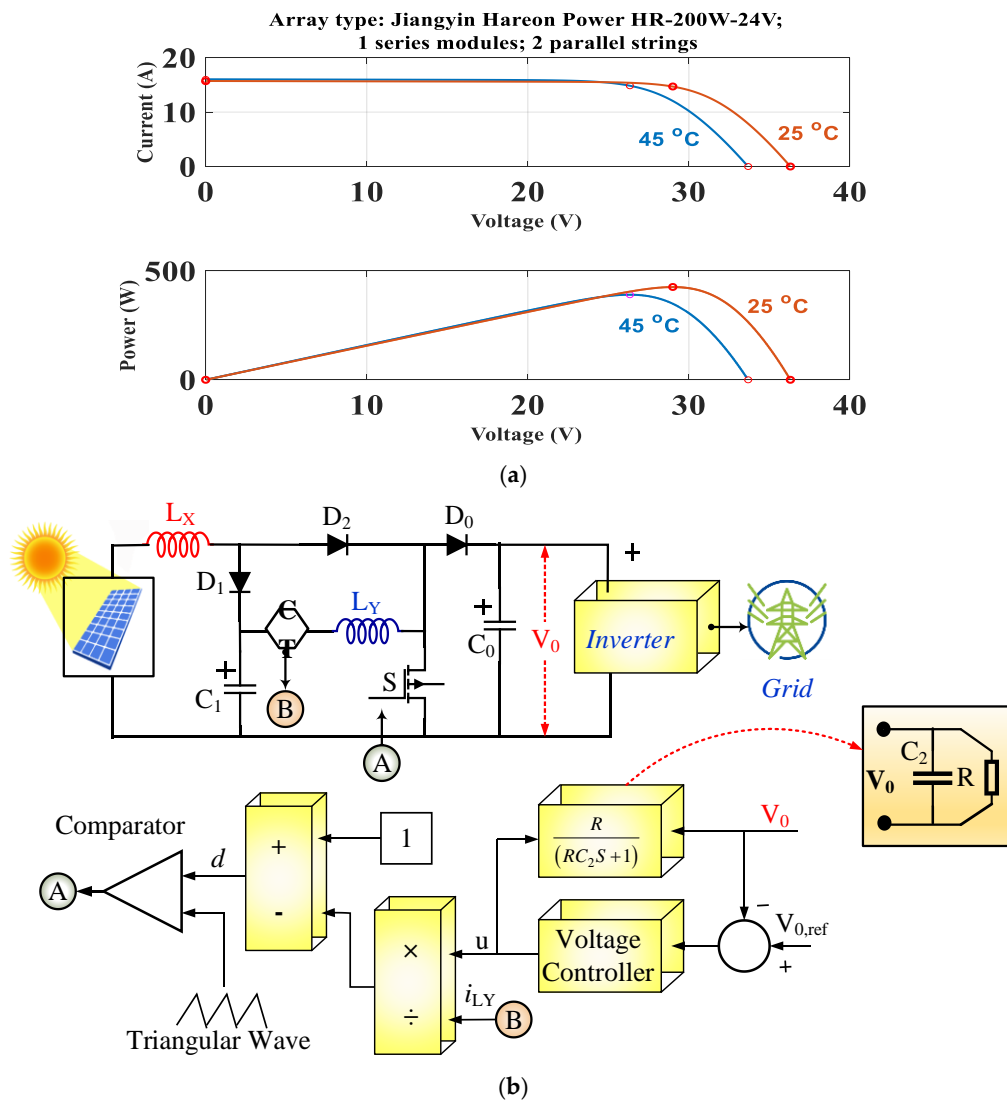 Array type: Jiangyin Hareon Power HR-200W-24V;
1 series modules; 2 parallel strings
Current (A)
20
10
0
45 °C
25 °C
0 10 20 30 40
Voltage (V)
Power (W)
500
0
45 °C
25 °C
0 10 20 30 40
Voltage (V)
(a)
LX
D2
D0
D1
CT
LY
C1
B
S
A
C0
V0
Inverter
Grid
C2
V0
R
Comparator
A
d
+
-
1
R
(RC2S+1)
V0
Triangular Wave
×
÷
u
iLY
B
Voltage
Controller
−
V0,ref
+
(b)